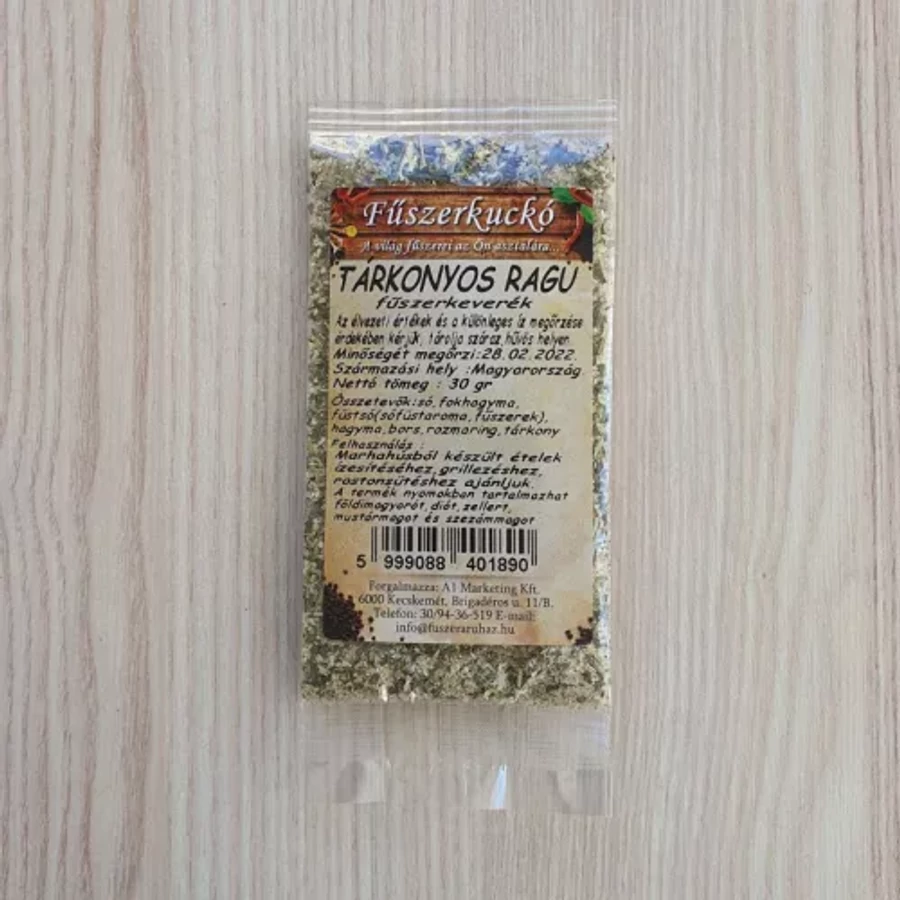 Fűszerkuckó
A világ fűszerei az Ön asztalára...
TÁRKONYOS RAGU
fűszerkeverék
Az élvezeti értékek és a különleges íz megőrzése
érdekében kérjük, tárolja száraz, hűvös helyen.
Minőségét megőrzi:28.02.2022.
Származási hely :Magyarország
Nettó tömeg : 30 gr
Összetevők:só, fokhagyma,
füstsó(só,füstaroma, fűszerek),
hagyma, bors, rozmaring, tárkony
Felhasználás :
Marhahúsból készült ételek
ízesítéséhez, grillezéshez,
rostonsütéshez ajánljuk.
A termék nyomokban tartalmazhat
földimogyorót, diót, zellert,
mustármagot és szezámmagot
5 999088 401890
Forgalmazza: A1 Marketing Kft.
6000 Kecskemét, Brigadéros u. 11/B.
Telefon: 30/94-36-519 E-mail:
info@fuszeraruhaz.hu